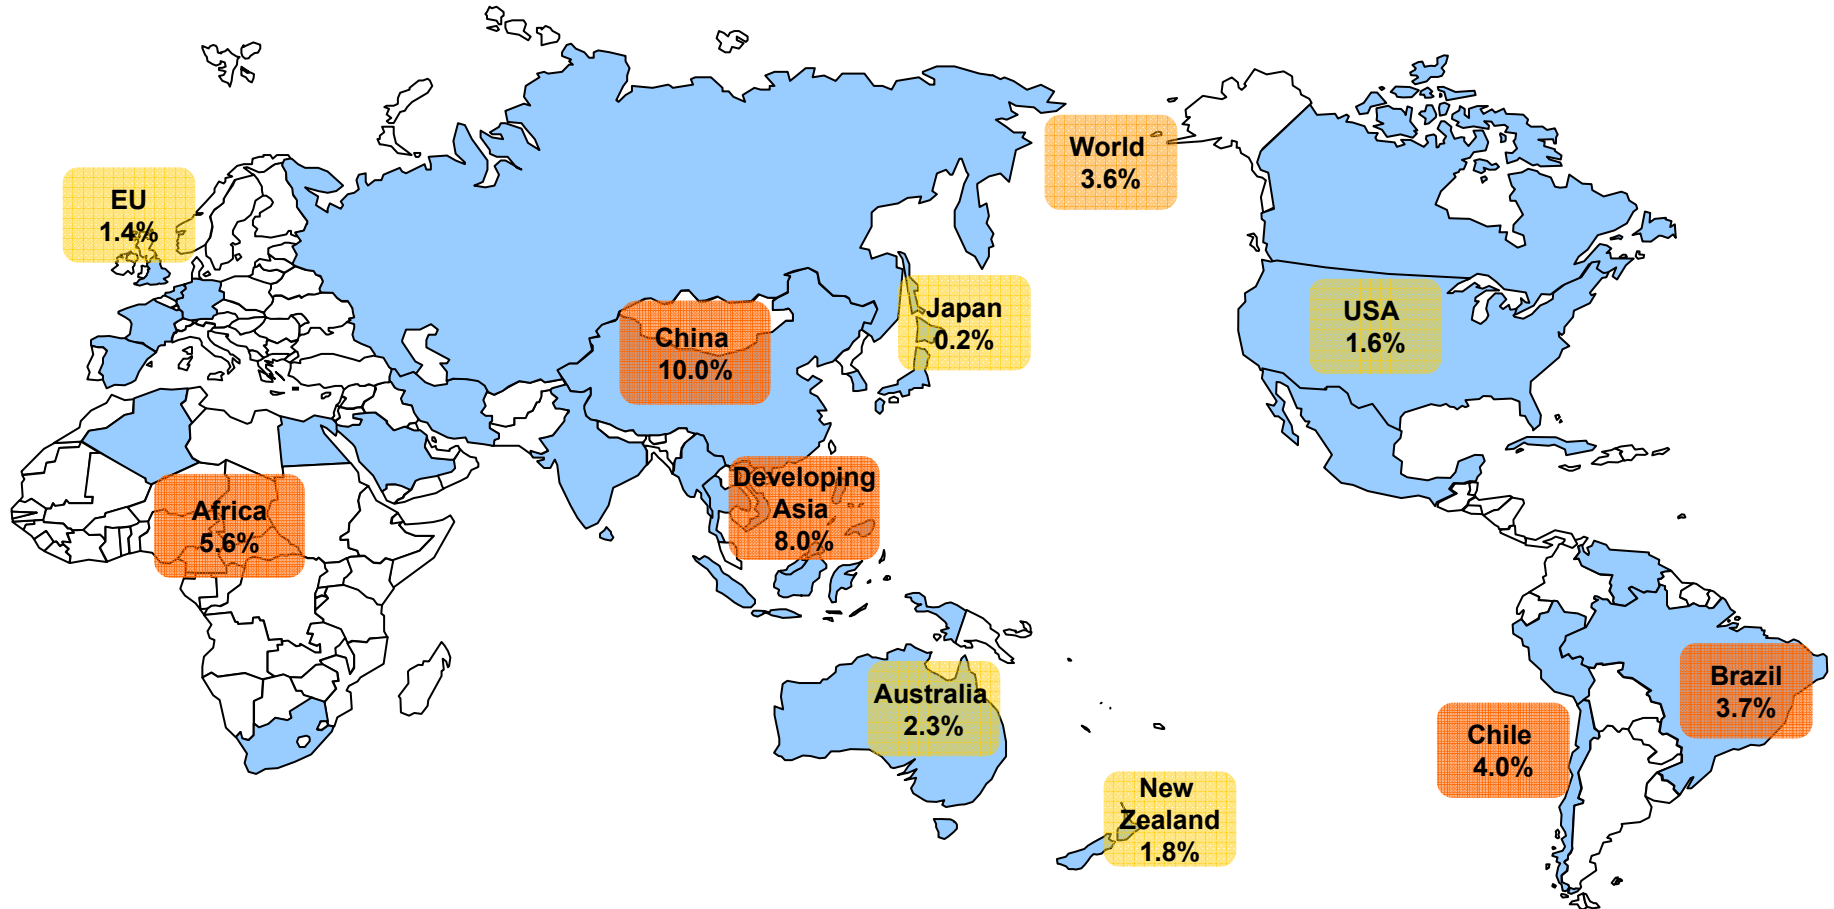 World
3.6%
EU
1.4%
Japan
0.2%
USA
1.6%
China
10.0%
Developing
Asia
8.0%
Africa
5.6%
Australia
2.3%
Brazil
3.7%
Chile
4.0%
New
Zealand
1.8%